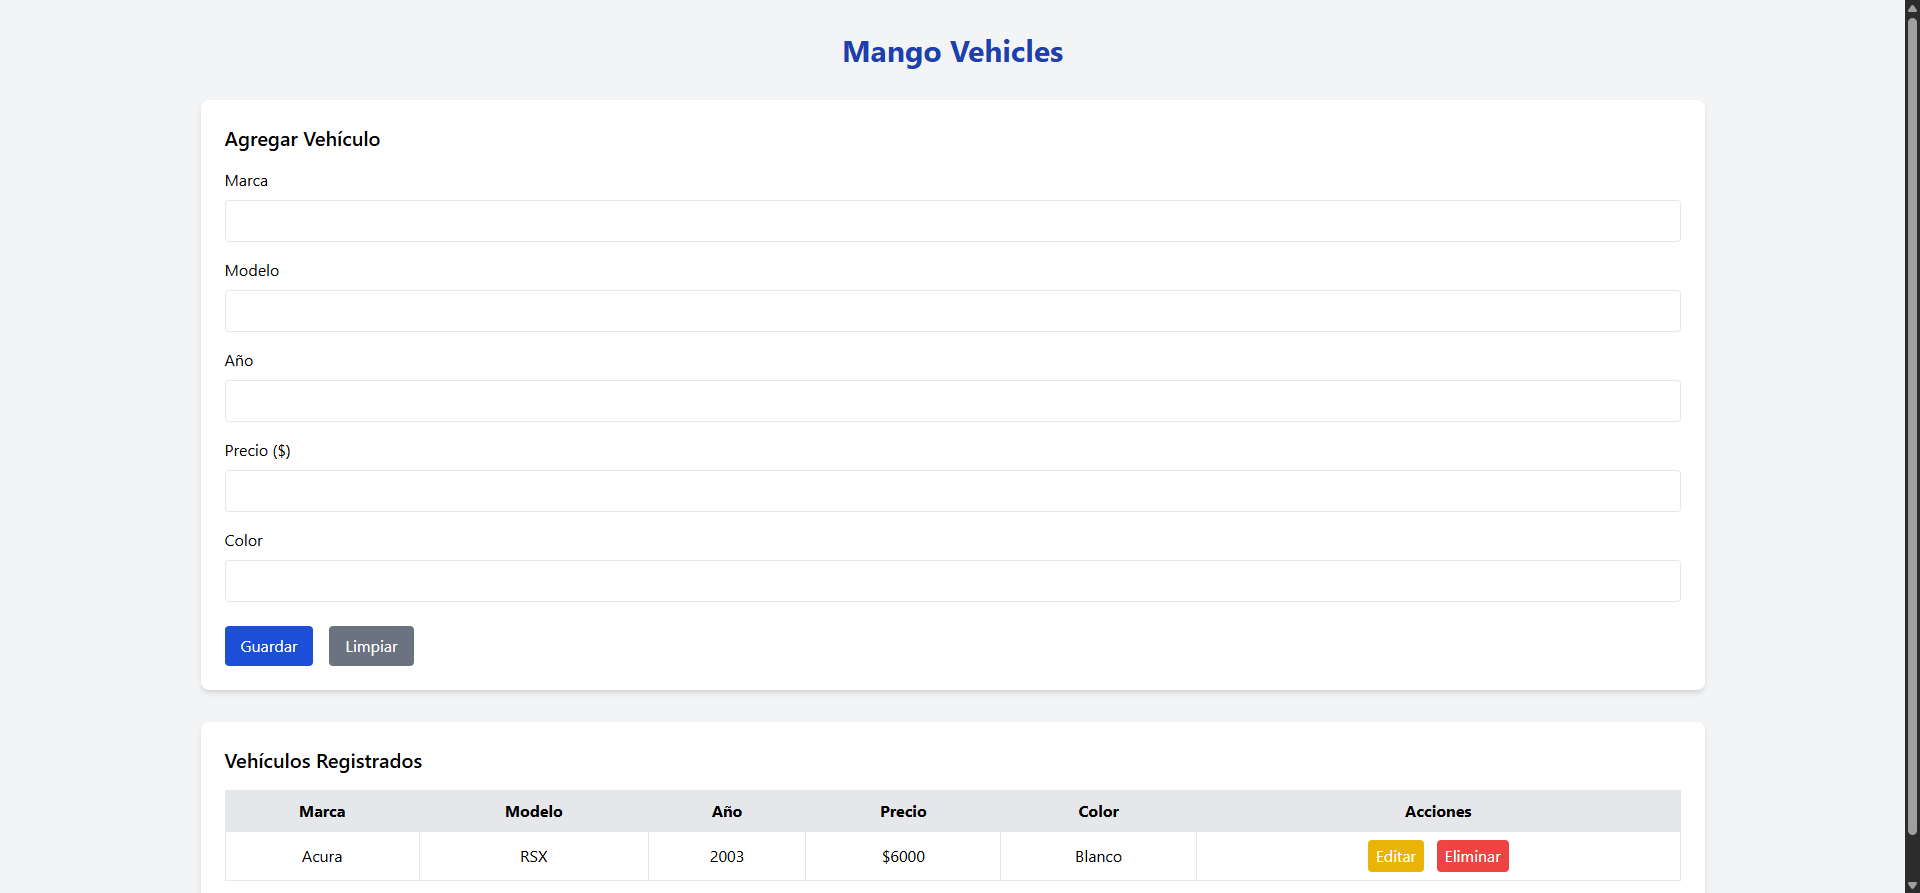 Mango Vehicles
Agregar Vehículo
Marca
Modelo
Año
Precio ($)
Color
Guardar Limpiar
Vehículos Registrados
Marca Modelo Año Precio Color Acciones
Acura RSX 2003 $6000 Blanco Editar Eliminar